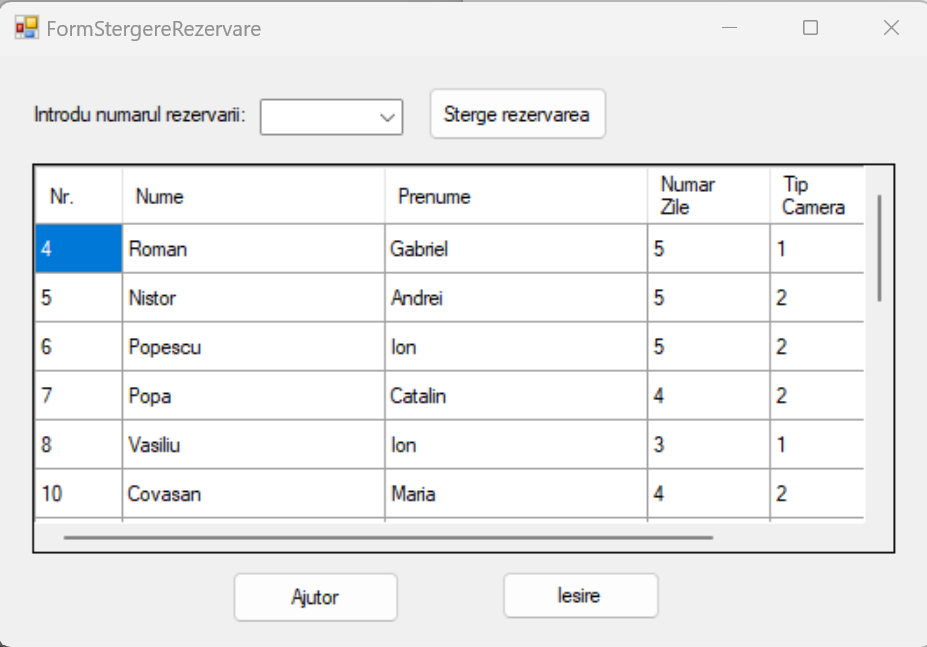 FormStergereRezervare
Introdu numarul rezervarii: Sterge rezervarea
Nr. Nume Prenume Numar Zile Tip Camera
4 Roman Gabriel 5 1
5 Nistor Andrei 5 2
6 Popescu Ion 5 2
7 Popa Catalin 4 2
8 Vasiliu Ion 3 1
10 Covasan Maria 4 2
Ajutor Iesire